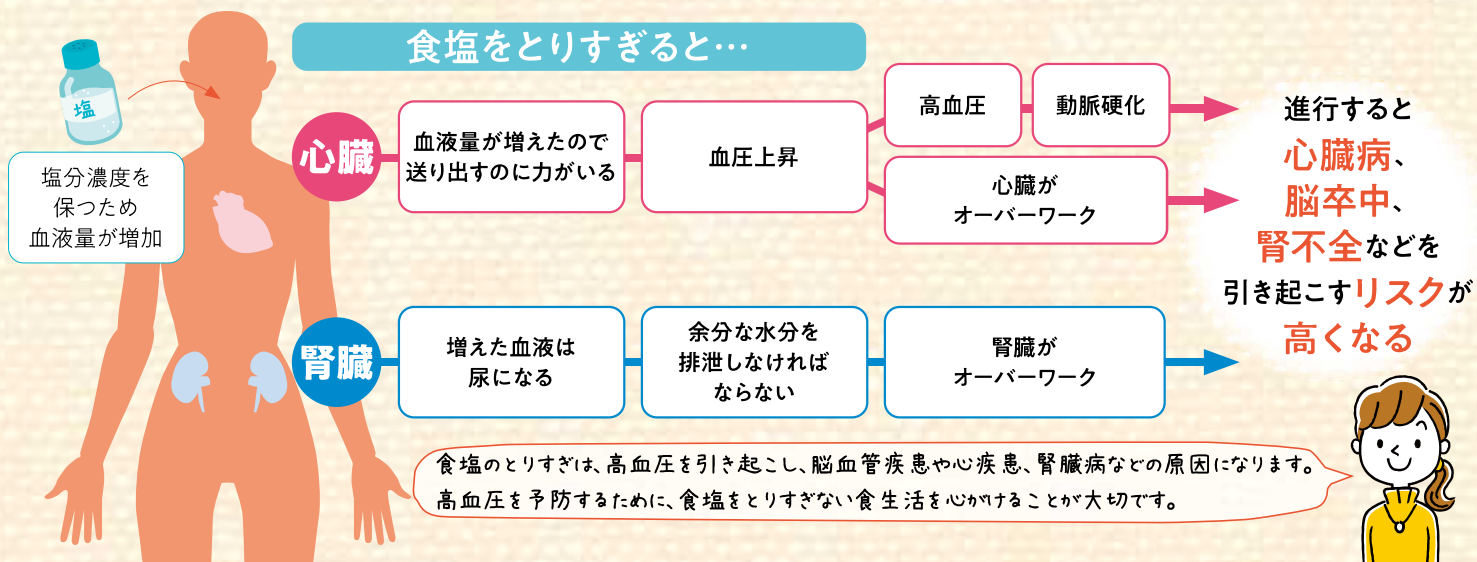 食塩をとりすぎると…
塩
塩分濃度を
保つため
血液量が増加
心臓
血液量が増えたので
送り出すのに力がいる
血圧上昇
高血圧
動脈硬化
心臓が
オーバーワーク
腎臓
増えた血液は
尿になる
余分な水分を
排泄しなければ
ならない
腎臓が
オーバーワーク
進行すると
心臓病、
脳卒中、
腎不全などを
引き起こすリスクが
高くなる
食塩のとりすぎは、高血圧を引き起こし、脳血管疾患や心疾患、腎臓病などの原因になります。
高血圧を予防するために、食塩をとりすぎない食生活を心がけることが大切です。